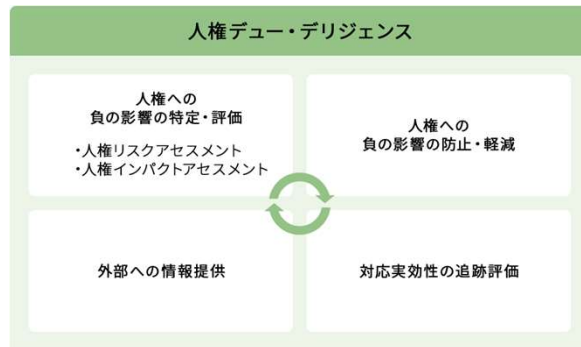 人権デュー・デリジェンス
人権への
負の影響の特定・評価
・人権リスクアセスメント
・人権インパクトアセスメント
人権への
負の影響の防止・軽減
外部への情報提供
対応実効性の追跡評価